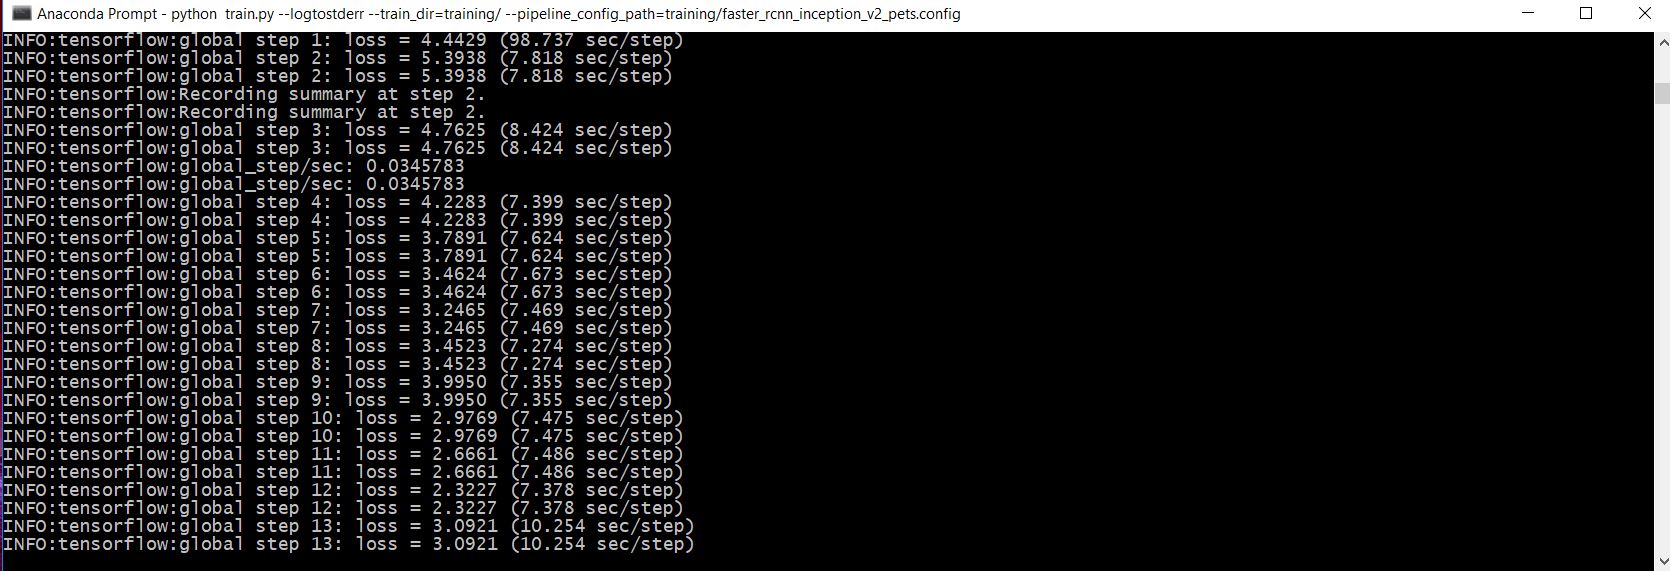 Anaconda Prompt - python  train.py --logtostderr --train_dir=training/ --pipeline_config_path=training/faster_rcnn_inception_v2_pets.config
INFO:tensorflow:global step 1: loss = 4.4429 (98.737 sec/step)
INFO:tensorflow:global step 2: loss = 5.3938 (7.818 sec/step)
INFO:tensorflow:global step 2: loss = 5.3938 (7.818 sec/step)
INFO:tensorflow:Recording summary at step 2.
INFO:tensorflow:Recording summary at step 2.
INFO:tensorflow:global step 3: loss = 4.7625 (8.424 sec/step)
INFO:tensorflow:global step 3: loss = 4.7625 (8.424 sec/step)
INFO:tensorflow:global_step/sec: 0.0345783
INFO:tensorflow:global_step/sec: 0.0345783
INFO:tensorflow:global step 4: loss = 4.2283 (7.399 sec/step)
INFO:tensorflow:global step 4: loss = 4.2283 (7.399 sec/step)
INFO:tensorflow:global step 5: loss = 3.7891 (7.624 sec/step)
INFO:tensorflow:global step 5: loss = 3.7891 (7.624 sec/step)
INFO:tensorflow:global step 6: loss = 3.4624 (7.673 sec/step)
INFO:tensorflow:global step 6: loss = 3.4624 (7.673 sec/step)
INFO:tensorflow:global step 7: loss = 3.2465 (7.469 sec/step)
INFO:tensorflow:global step 7: loss = 3.2465 (7.469 sec/step)
INFO:tensorflow:global step 8: loss = 3.4523 (7.274 sec/step)
INFO:tensorflow:global step 8: loss = 3.4523 (7.274 sec/step)
INFO:tensorflow:global step 9: loss = 3.9950 (7.355 sec/step)
INFO:tensorflow:global step 9: loss = 3.9950 (7.355 sec/step)
INFO:tensorflow:global step 10: loss = 2.9769 (7.475 sec/step)
INFO:tensorflow:global step 10: loss = 2.9769 (7.475 sec/step)
INFO:tensorflow:global step 11: loss = 2.6661 (7.486 sec/step)
INFO:tensorflow:global step 11: loss = 2.6661 (7.486 sec/step)
INFO:tensorflow:global step 12: loss = 2.3227 (7.378 sec/step)
INFO:tensorflow:global step 12: loss = 2.3227 (7.378 sec/step)
INFO:tensorflow:global step 13: loss = 3.0921 (10.254 sec/step)
INFO:tensorflow:global step 13: loss = 3.0921 (10.254 sec/step)